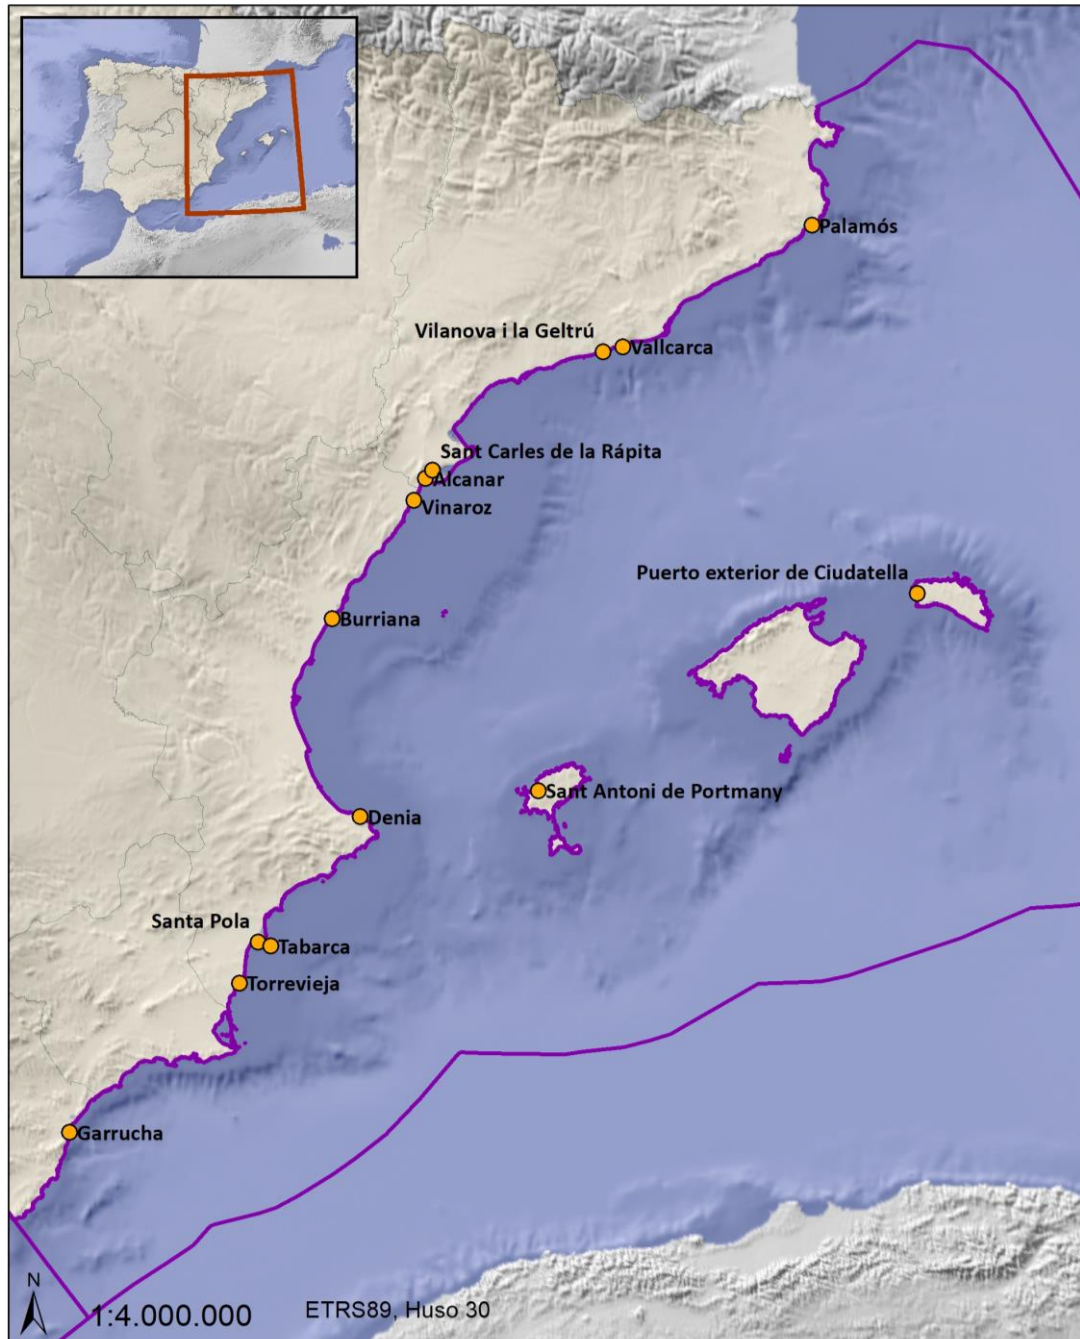 Palamós
Vilanova i la Geltrú
Vallcarca
Sant Carles de la Rápita
Alcanar
Vinaroz
Puerto exterior de Ciudatella
Burriana
Sant Antoni de Portmany
Denia
Santa Pola
Tabarca
Torrevieja
Garrucha
N
1:4.000.000
ETRS89, Huso 30